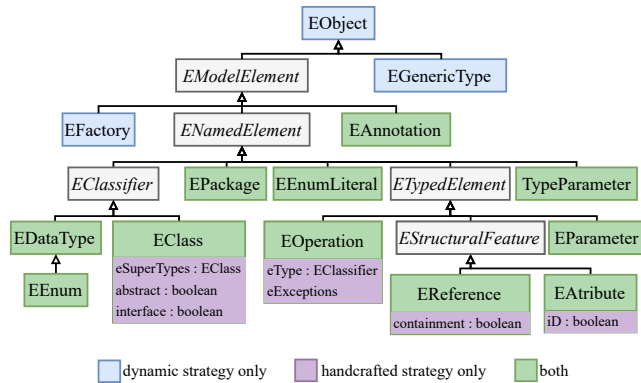 EObject
EModelElement
EGenericType
EFactory
ENamedElement
EAnnotation
EClassifier
EPackage
EEnumLiteral
ETypedElement
TypeParameter
EDataType
EClass
eSuperTypes : EClass
abstract : boolean
interface : boolean
EOperation
eType : EClassifier
eExceptions
EStructuralFeature
EParameter
EEnum
EReference
containment : boolean
EAtribute
iD : boolean
dynamic strategy only
handcrafted strategy only
both